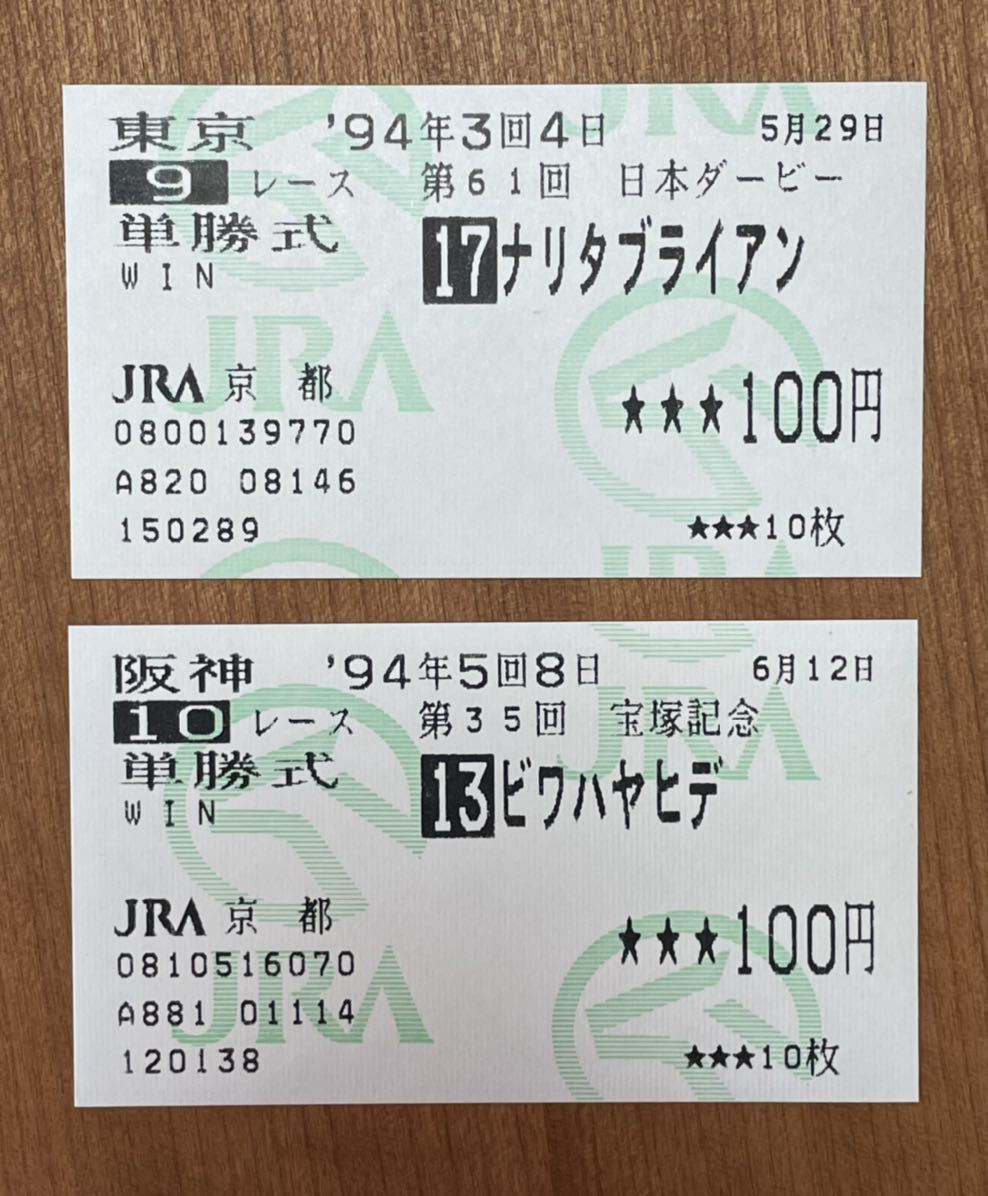 東京 '94年3回4日 5月29日
9 レース 第61回 日本ダービー
単勝式 17 ナリタブライアン
WIN
JRA 京都 ★★★100円
0800139770
A820 08146
150289 ★★★10枚
阪神 '94年5回8日 6月12日
10 レース 第35回 宝塚記念
単勝式 13 ビワハヤヒデ
WIN
JRA 京都 ★★★100円
0810516070
A881 01114
120138 ★★★10枚